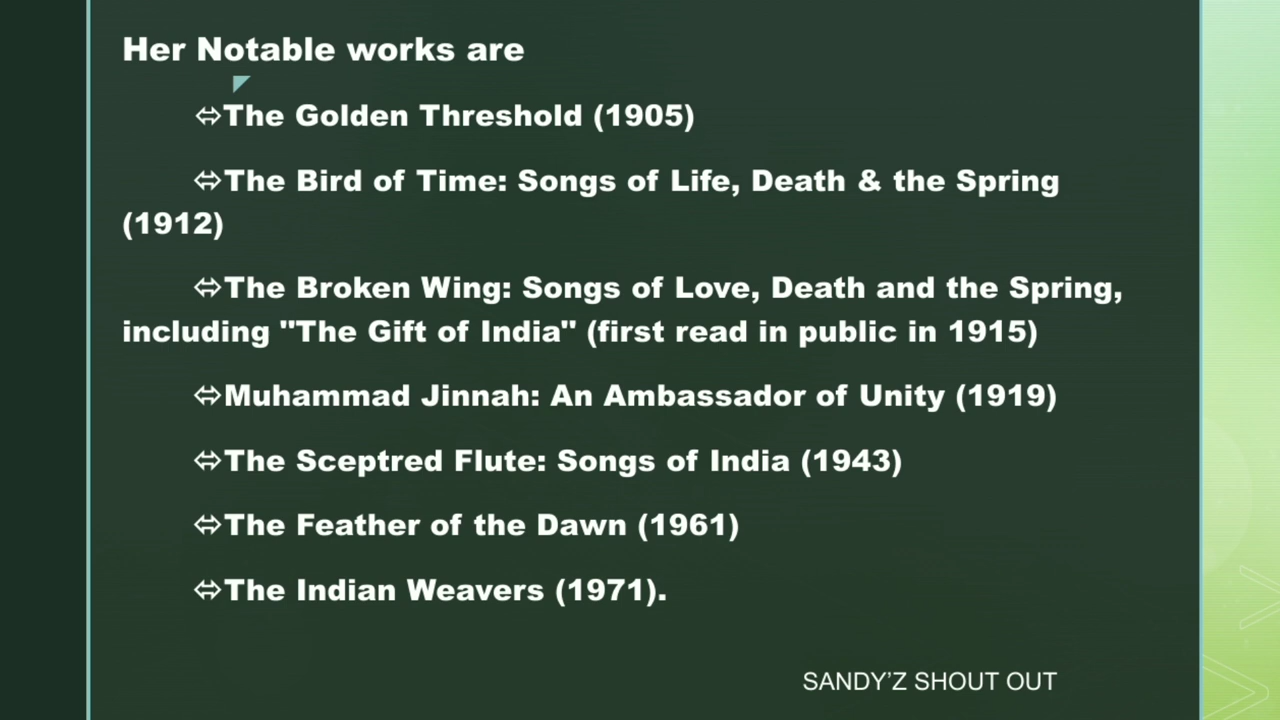 Her Notable works are
⬄The Golden Threshold (1905)
⬄The Bird of Time: Songs of Life, Death & the Spring
(1912)
⬄The Broken Wing: Songs of Love, Death and the Spring,
including "The Gift of India" (first read in public in 1915)
⬄Muhammad Jinnah: An Ambassador of Unity (1919)
⬄The Sceptred Flute: Songs of India (1943)
⬄The Feather of the Dawn (1961)
⬄The Indian Weavers (1971).
SANDY’Z SHOUT OUT